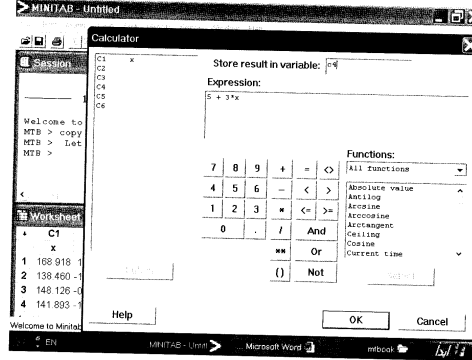 MINITAB - Untitled
Calculator
Session
C1 x
C2
C3
C4
C5
C6
Store result in variable:
Expression:
5 + 3*x
Welcome to
MTB > copy
MTB > Let
MTB >
Functions:
All functions
7 8 9 + = <>
4 5 6 – < >
1 2 3 * <= >=
0 . / And
** Or
() Not
Absolute value
Antilog
Arcsine
Arccosine
Arctangent
Ceiling
Cosine
Current time
Worksheet
C1
x
1 168.918
2 138.460
3 148.126
4 141.893
Help
OK
Cancel
Welcome to Minitab
EN
MINITAB - Untitl
Microsoft Word
mtbook